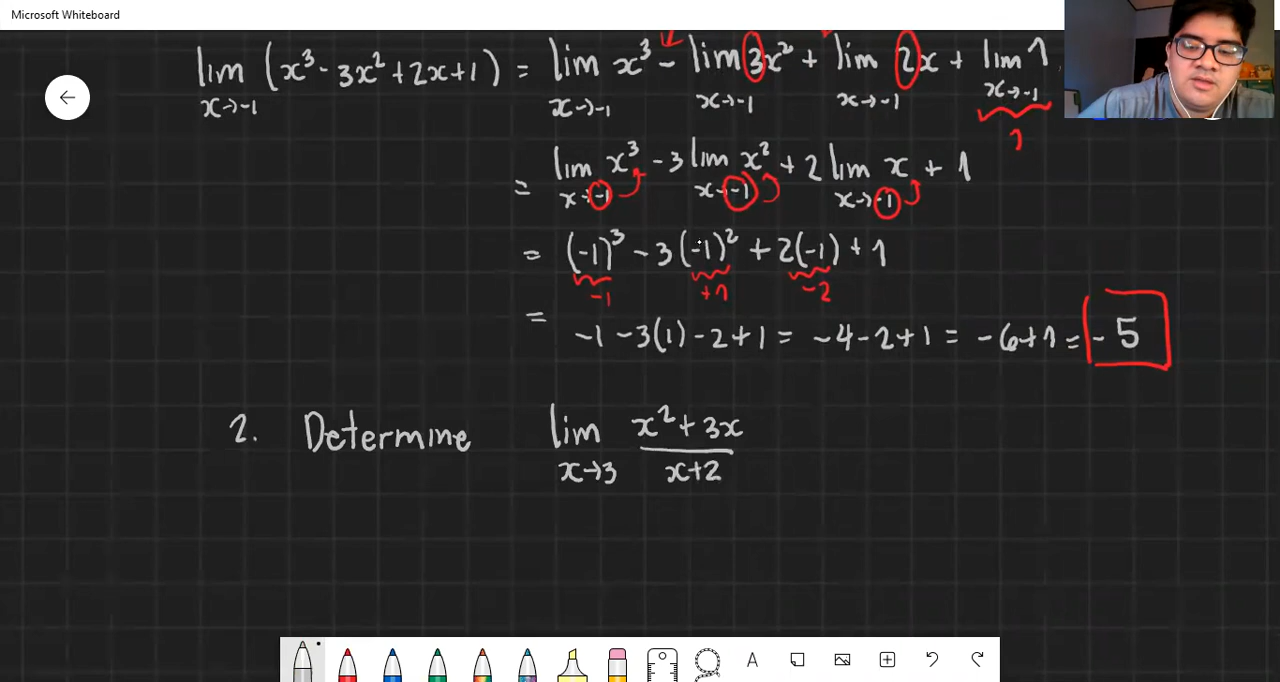 Microsoft Whiteboard
lim x→-1 (x³ - 3x² + 2x + 1) = lim x→-1 x³ - lim x→-1 3x² + lim x→-1 2x + lim x→-1 1
1
= lim x→-1 x³ - 3 lim x→-1 x² + 2 lim x→-1 x + 1
= (-1)³ - 3(-1)² + 2(-1) + 1
-1 +1 -2
= -1 - 3(1) - 2 + 1 = -4 - 2 + 1 = -6 + 1 = -5
2. Determine lim x→3 (x² + 3x)/(x+2)
A